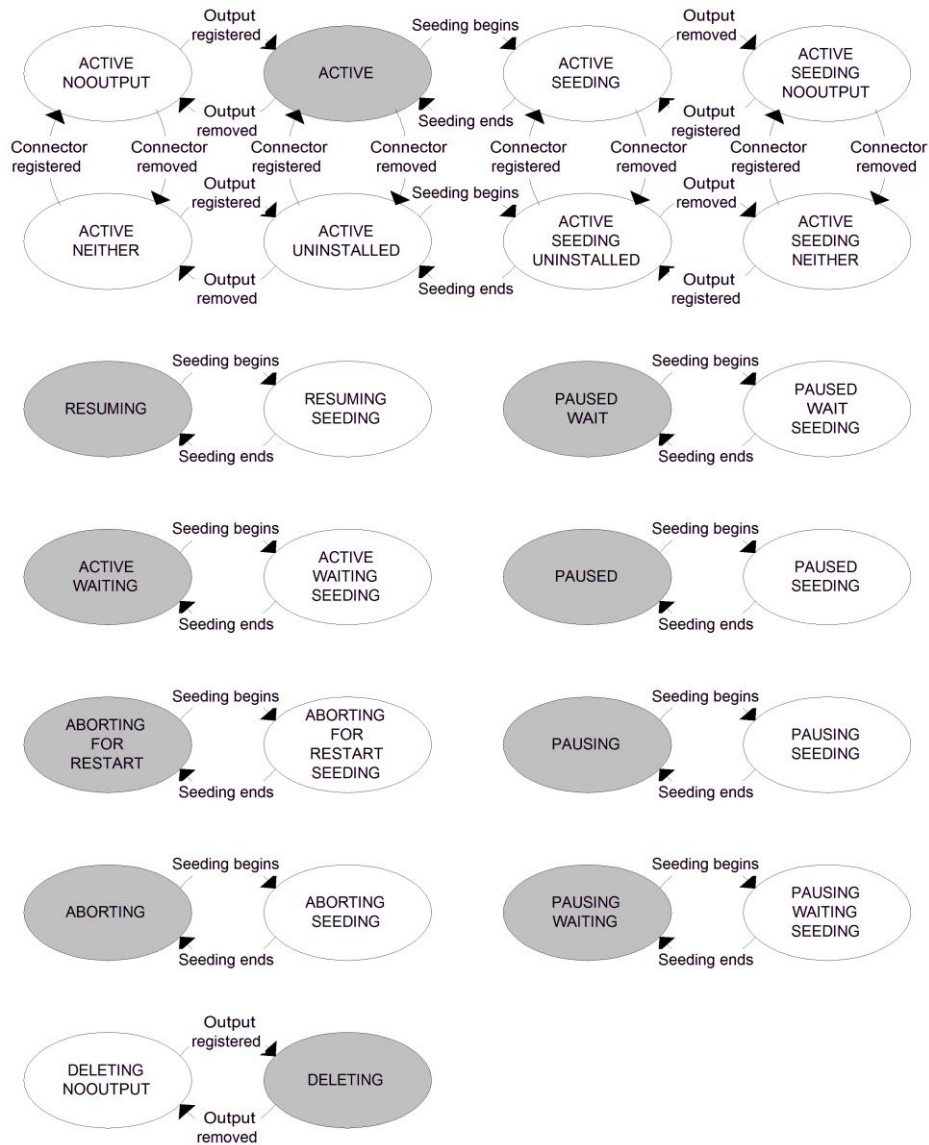 Output
registered
Seeding begins
Output
removed
ACTIVE
NOOUTPUT
ACTIVE
ACTIVE
SEEDING
ACTIVE
SEEDING
NOOUTPUT
Output
removed
Seeding ends
Output
registered
Connector
registered
Connector
removed
Connector
registered
Connector
removed
Connector
registered
Connector
removed
Connector
registered
Connector
removed
Output
registered
Seeding begins
Output
removed
ACTIVE
NEITHER
ACTIVE
UNINSTALLED
ACTIVE
SEEDING
UNINSTALLED
ACTIVE
SEEDING
NEITHER
Output
removed
Seeding ends
Output
registered
Seeding begins
RESUMING
RESUMING
SEEDING
Seeding ends
Seeding begins
PAUSED
WAIT
PAUSED
WAIT
SEEDING
Seeding ends
Seeding begins
ACTIVE
WAITING
ACTIVE
WAITING
SEEDING
Seeding ends
Seeding begins
PAUSED
PAUSED
SEEDING
Seeding ends
Seeding begins
ABORTING
FOR
RESTART
ABORTING
FOR
RESTART
SEEDING
Seeding ends
Seeding begins
PAUSING
PAUSING
SEEDING
Seeding ends
Seeding begins
ABORTING
ABORTING
SEEDING
Seeding ends
Seeding begins
PAUSING
WAITING
PAUSING
WAITING
SEEDING
Seeding ends
Output
registered
DELETING
NOOUTPUT
DELETING
Output
removed